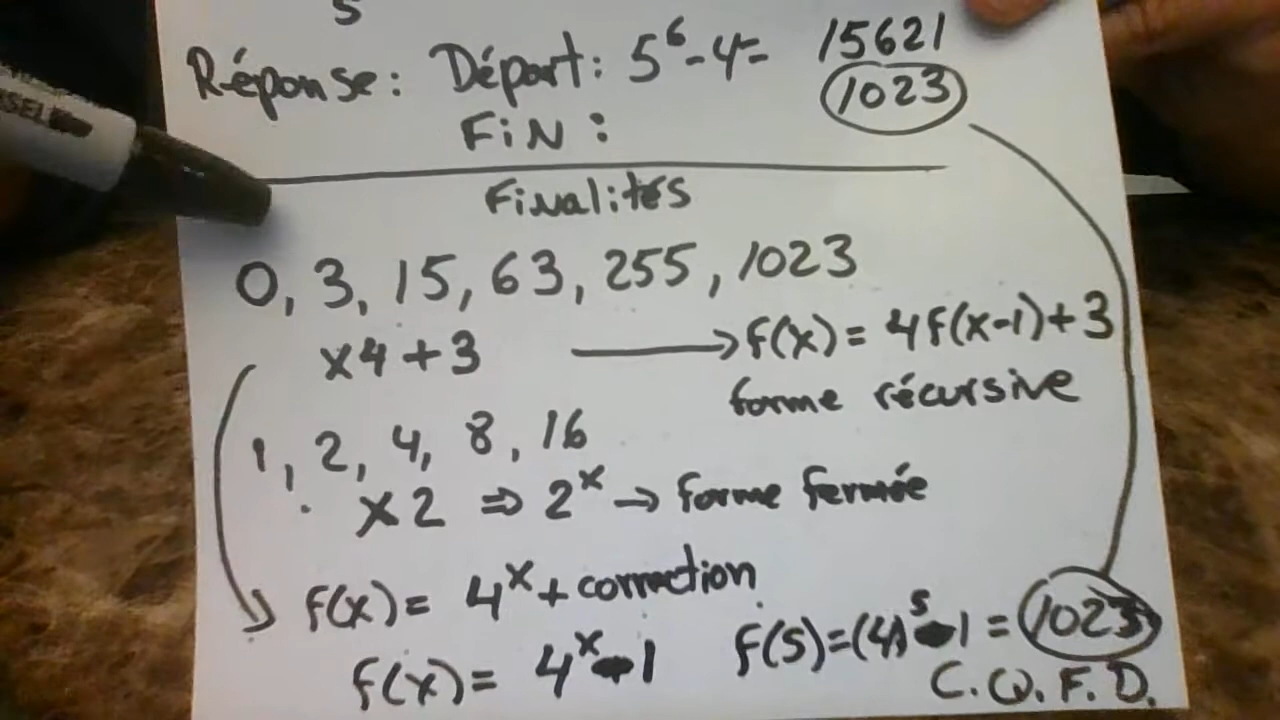 5
Réponse: Départ: 5⁶-4= 15621
FiN: 1023
Finalités
0, 3, 15, 63, 255, 1023
x4+3 → f(x)= 4f(x-1)+3
forme récursive
1, 2, 4, 8, 16
x2 ⇒ 2ˣ → forme fermée
f(x)= 4ˣ+correction
f(x)= 4ˣ-1 f(5)=(4)⁵-1 = 1023
C.Q.F.D.